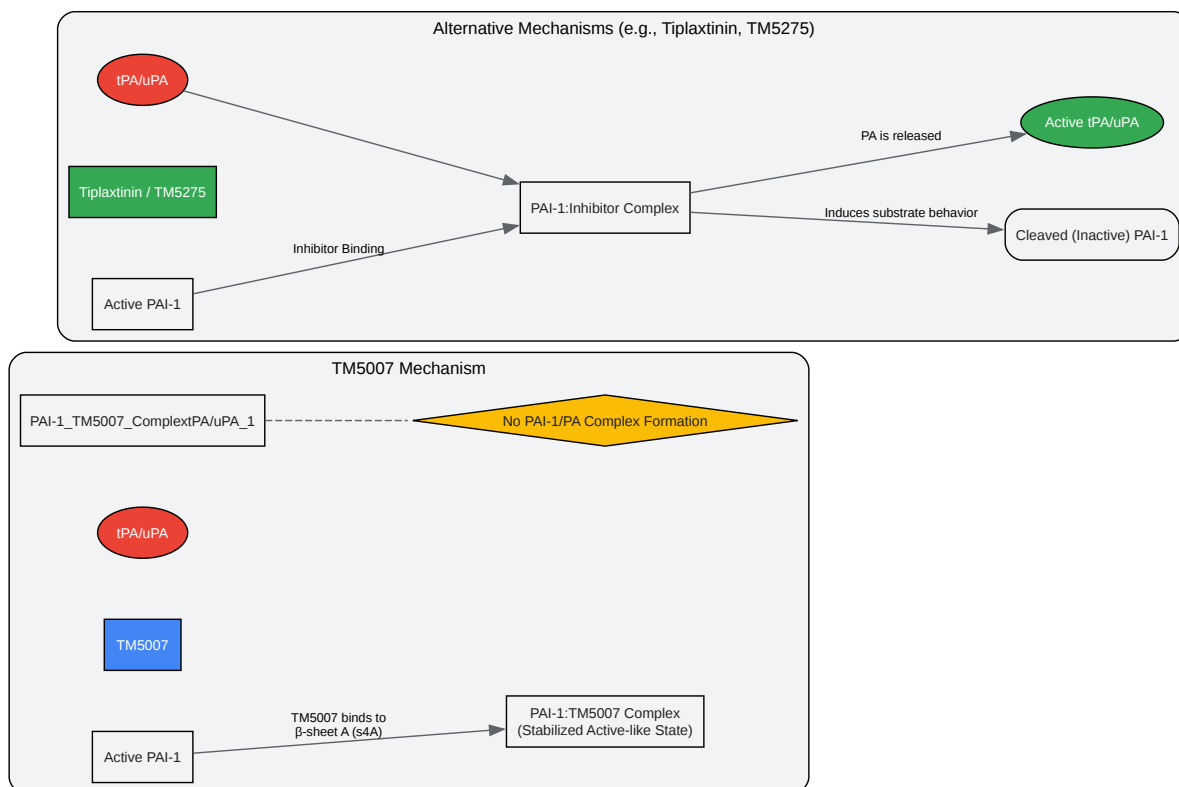 Alternative Mechanisms (e.g., Tiplaxtinin, TM5275)
tPA/uPA
Active tPA/uPA
PA is released
Tiplaxtinin / TM5275
PAI-1:Inhibitor Complex
Induces substrate behavior
Cleaved (Inactive) PAI-1
Inhibitor Binding
Active PAI-1
TM5007 Mechanism
PAI-1_TM5007_ComplextPA/uPA_1
No PAI-1/PA Complex Formation
tPA/uPA
TM5007
TM5007 binds to
β-sheet A (s4A)
PAI-1:TM5007 Complex
(Stabilized Active-like State)
Active PAI-1